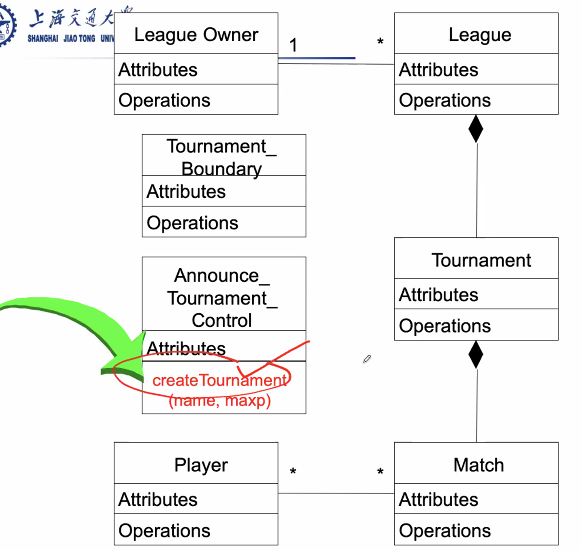 上海交通大学
SHANGHAI JIAO TONG
League Owner
Attributes
Operations
1
*
League
Attributes
Operations
Tournament_
Boundary
Attributes
Operations
Announce_
Tournament_
Control
Attributes
createTournament
(name, maxp)
Tournament
Attributes
Operations
Player
Attributes
Operations
*
*
Match
Attributes
Operations